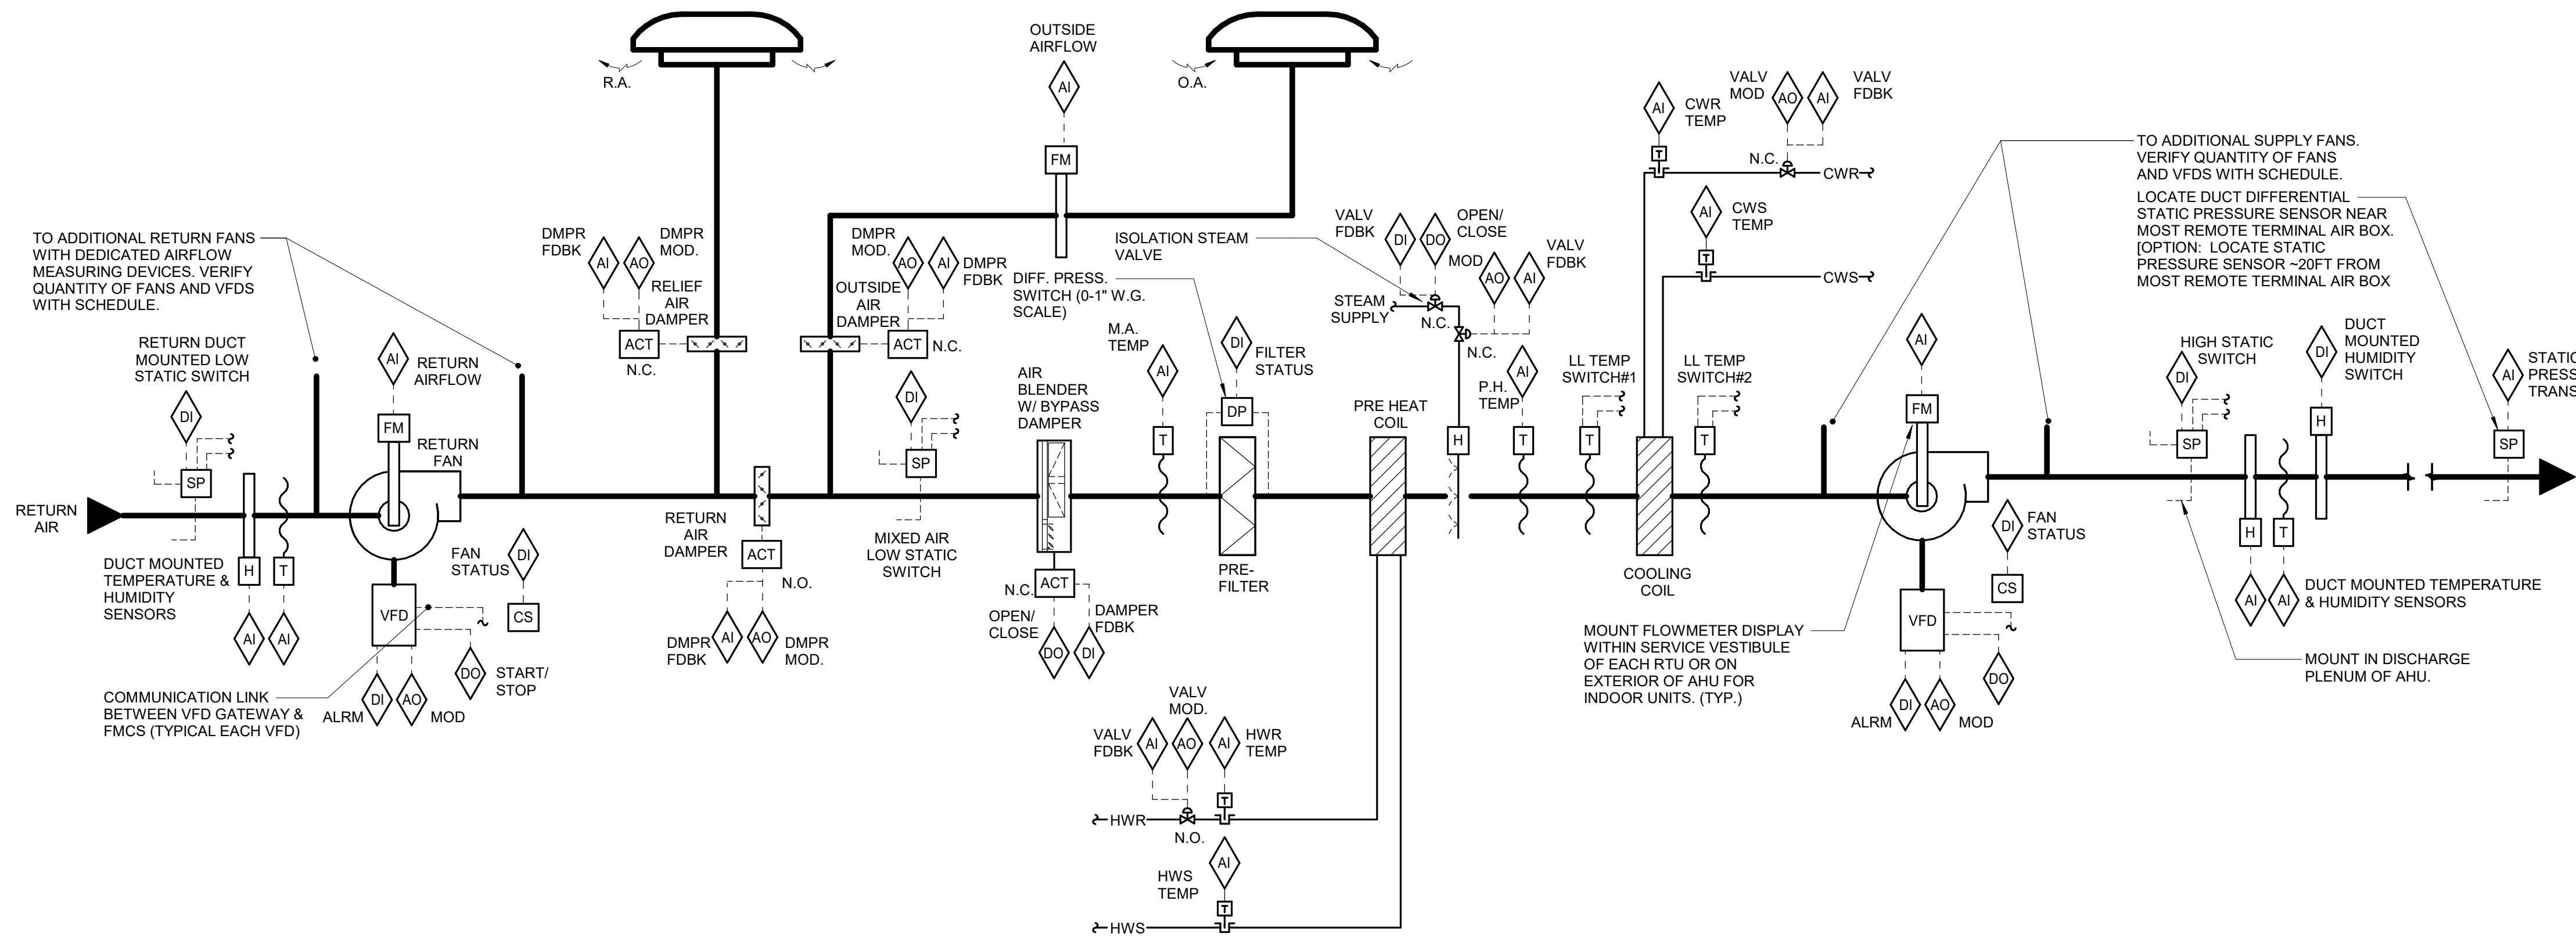 R.A.
OUTSIDE
AIRFLOW
AI
FM
O.A.
AI
CWR
TEMP
VALV
MOD
AO
AI
VALV
FDBK
T
N.C.
CWR
AI
CWS
TEMP
T
CWS
TO ADDITIONAL SUPPLY FANS.
VERIFY QUANTITY OF FANS
AND VFDS WITH SCHEDULE.
LOCATE DUCT DIFFERENTIAL
STATIC PRESSURE SENSOR NEAR
MOST REMOTE TERMINAL AIR BOX.
[OPTION: LOCATE STATIC
PRESSURE SENSOR ~20FT FROM
MOST REMOTE TERMINAL AIR BOX
TO ADDITIONAL RETURN FANS
WITH DEDICATED AIRFLOW
MEASURING DEVICES. VERIFY
QUANTITY OF FANS AND VFDS
WITH SCHEDULE.
DMPR
FDBK
AI
AO
DMPR
MOD.
RELIEF
AIR
DAMPER
ACT
N.C.
DMPR
MOD.
AO
AI
DMPR
FDBK
OUTSIDE
AIR
DAMPER
ACT
N.C.
ISOLATION STEAM
VALVE
DIFF. PRESS.
SWITCH (0-1" W.G.
SCALE)
VALV
FDBK
DI
DO
OPEN/
CLOSE
MOD
AO
AI
VALV
FDBK
STEAM
SUPPLY
N.C.
N.C.
RETURN DUCT
MOUNTED LOW
STATIC SWITCH
DI
SP
AI
RETURN
AIRFLOW
FM
RETURN
FAN
DI
SP
MIXED AIR
LOW STATIC
SWITCH
AIR
BLENDER
W/ BYPASS
DAMPER
M.A.
TEMP
AI
T
DI
FILTER
STATUS
DP
PRE HEAT
COIL
H
P.H.
TEMP
AI
T
LL TEMP
SWITCH#1
T
LL TEMP
SWITCH#2
T
AI
FM
HIGH STATIC
SWITCH
DI
SP
DI
DUCT
MOUNTED
HUMIDITY
SWITCH
H
AI
STATIC
PRESS
TRANS
SP
RETURN
AIR
DUCT MOUNTED
TEMPERATURE &
HUMIDITY
SENSORS
H
T
AI
AI
FAN
STATUS
DI
CS
VFD
DO
START/
STOP
COMMUNICATION LINK
BETWEEN VFD GATEWAY &
FMCS (TYPICAL EACH VFD)
ALRM
DI
AO
MOD
RETURN
AIR
DAMPER
ACT
N.O.
DMPR
FDBK
AI
AO
DMPR
MOD.
N.C.
ACT
OPEN/
CLOSE
DO
DI
DAMPER
FDBK
PRE-
FILTER
COOLING
COIL
MOUNT FLOWMETER DISPLAY
WITHIN SERVICE VESTIBULE
OF EACH RTU OR ON
EXTERIOR OF AHU FOR
INDOOR UNITS. (TYP.)
DI
FAN
STATUS
CS
VFD
DO
ALRM
DI
AO
MOD
H
T
AI
AI
DUCT MOUNTED TEMPERATURE
& HUMIDITY SENSORS
MOUNT IN DISCHARGE
PLENUM OF AHU.
VALV
MOD.
VALV
FDBK
AI
AO
AI
HWR
TEMP
T
HWR
N.O.
AI
HWS
TEMP
T
HWS